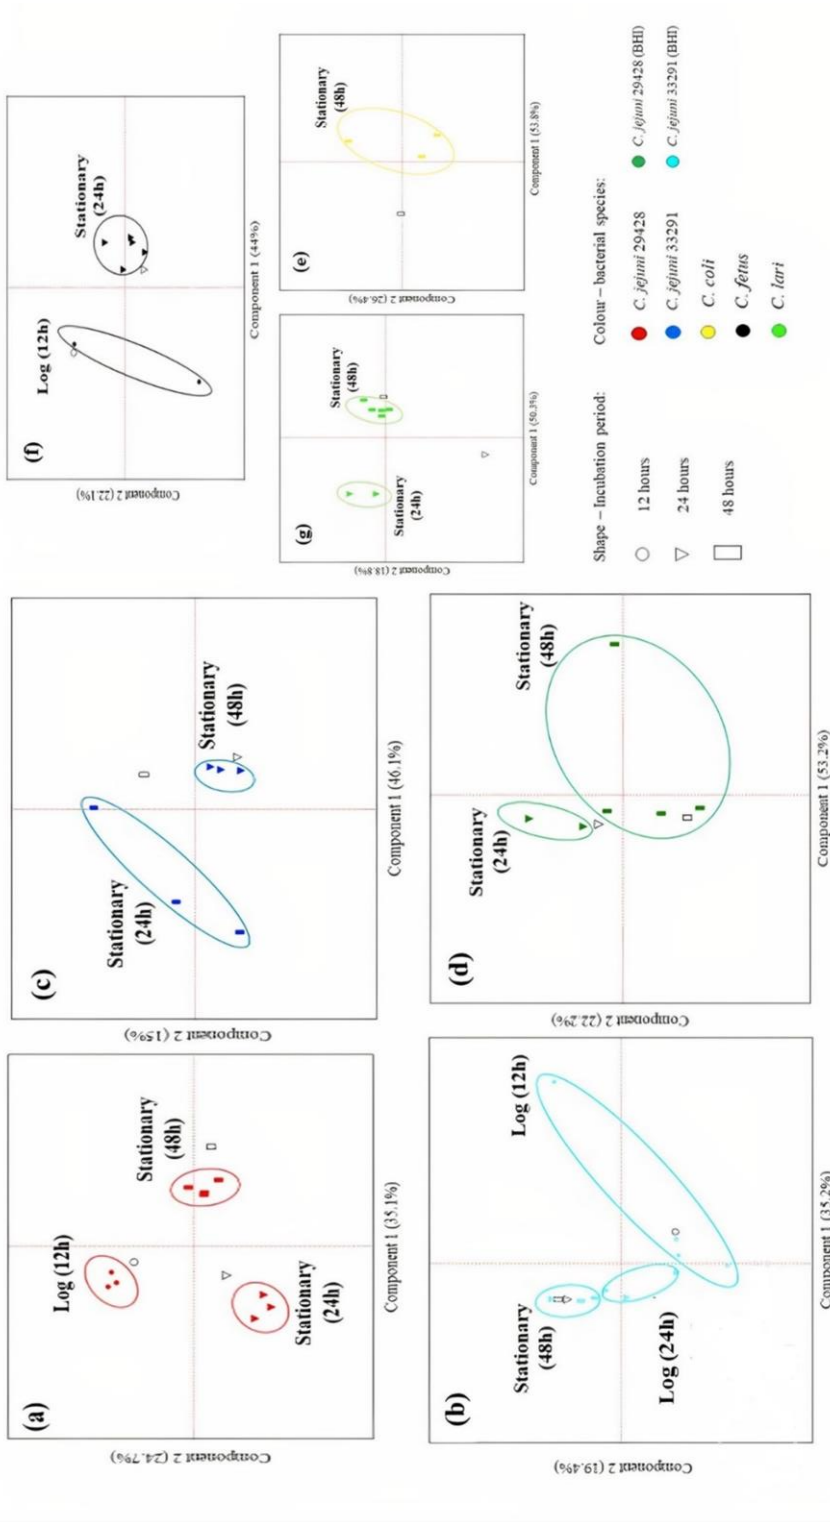 (a)
Log (12h)
Stationary
(48h)
Stationary
(24h)
Component 1 (35.1%)
Component 2 (24.7%)
(c)
Stationary
(24h)
Stationary
(48h)
Component 1 (46.1%)
Component 2 (15%)
(f)
Log (12h)
Stationary
(24h)
Component 1 (44%)
Component 2 (22.1%)
(g)
Stationary
(24h)
Stationary
(48h)
Component 1 (50.3%)
Component 2 (18.8%)
(e)
Stationary
(48h)
Component 1 (53.8%)
Component 2 (26.4%)
(b)
Stationary
(48h)
Log (24h)
Log (12h)
Component 1 (35.2%)
Component 2 (19.4%)
(d)
Stationary
(24h)
Stationary
(48h)
Component 1 (53.2%)
Component 2 (22.2%)
Shape – Incubation period:
12 hours
24 hours
48 hours
Colour – bacterial species:
C. jejuni 29428
C. jejuni 33291
C. coli
C. fetus
C. lari
C. jejuni 29428 (BHI)
C. jejuni 33291 (BHI)